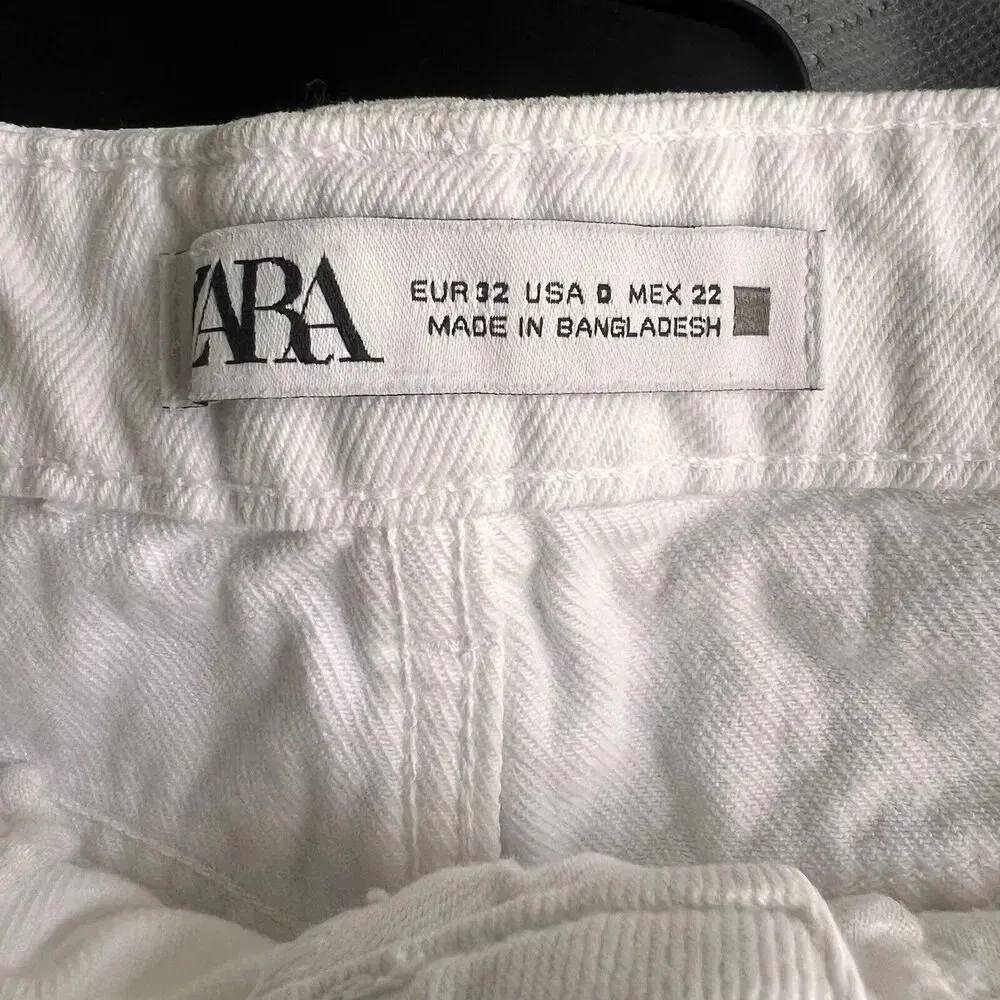 ZARA
EUR 32 USA 0 MEX 22
MADE IN BANGLADESH